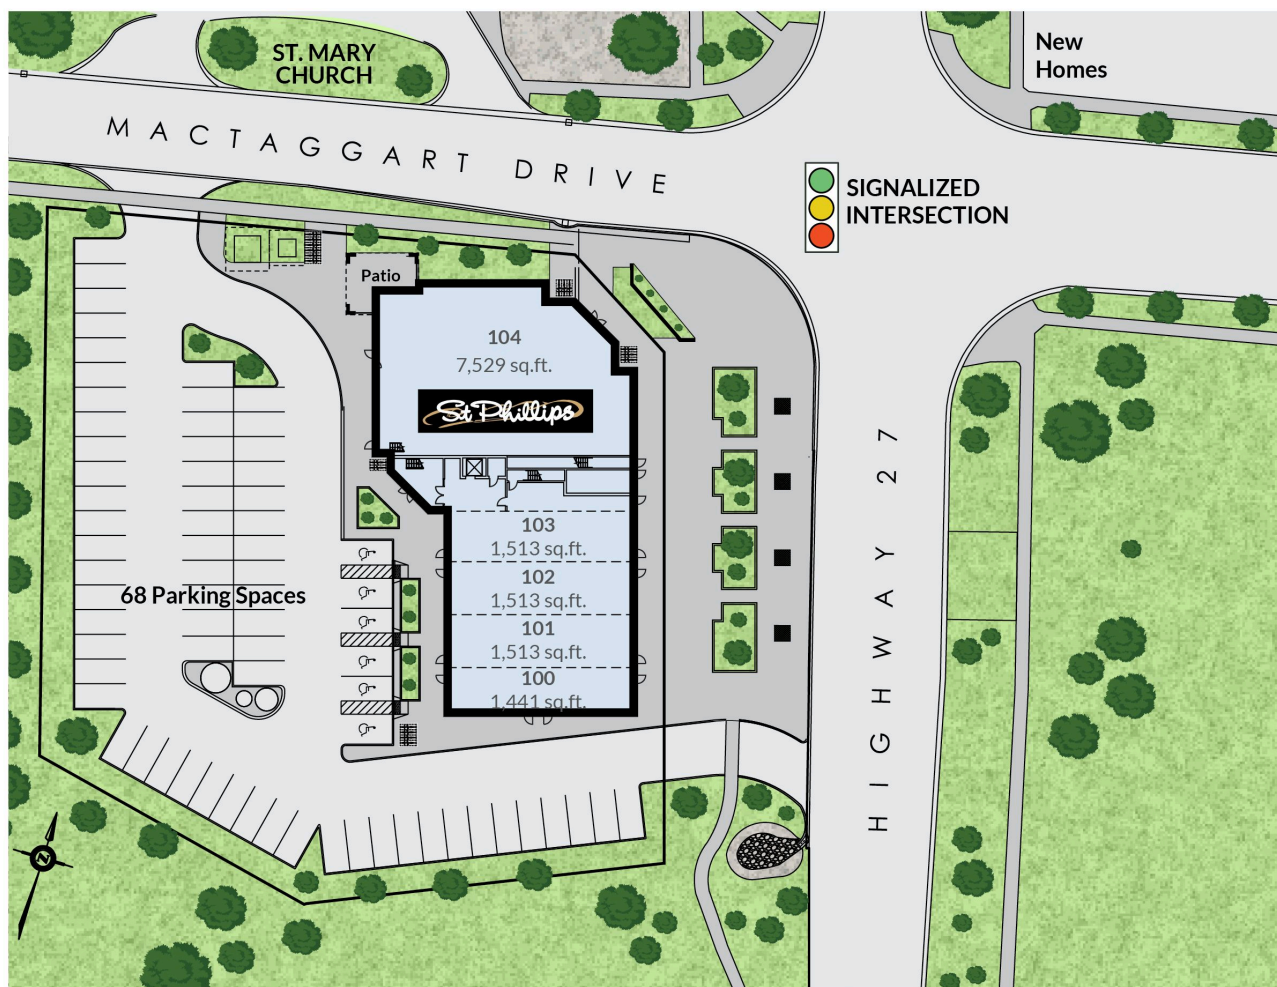 ST. MARY
CHURCH
New
Homes
MACTAGGART DRIVE
SIGNALIZED
INTERSECTION
Patio
104
7,529 sq.ft.
St Phillips
HIGHWAY 27
103
1,513 sq.ft.
102
1,513 sq.ft.
68 Parking Spaces
101
1,513 sq.ft.
100
1,441 sq.ft.
N